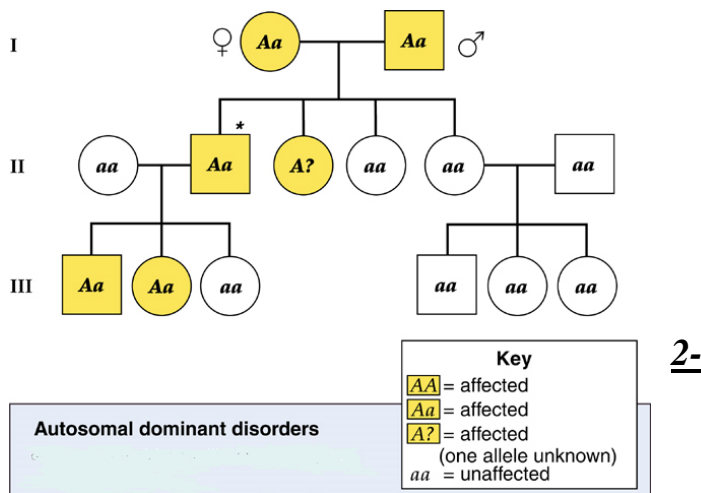 I ♀ Aa Aa ♂
*
II aa Aa A? aa aa aa
III Aa Aa aa aa aa aa
2-
Key
AA = affected
Aa = affected
A? = affected
(one allele unknown)
aa = unaffected
Autosomal dominant disorders